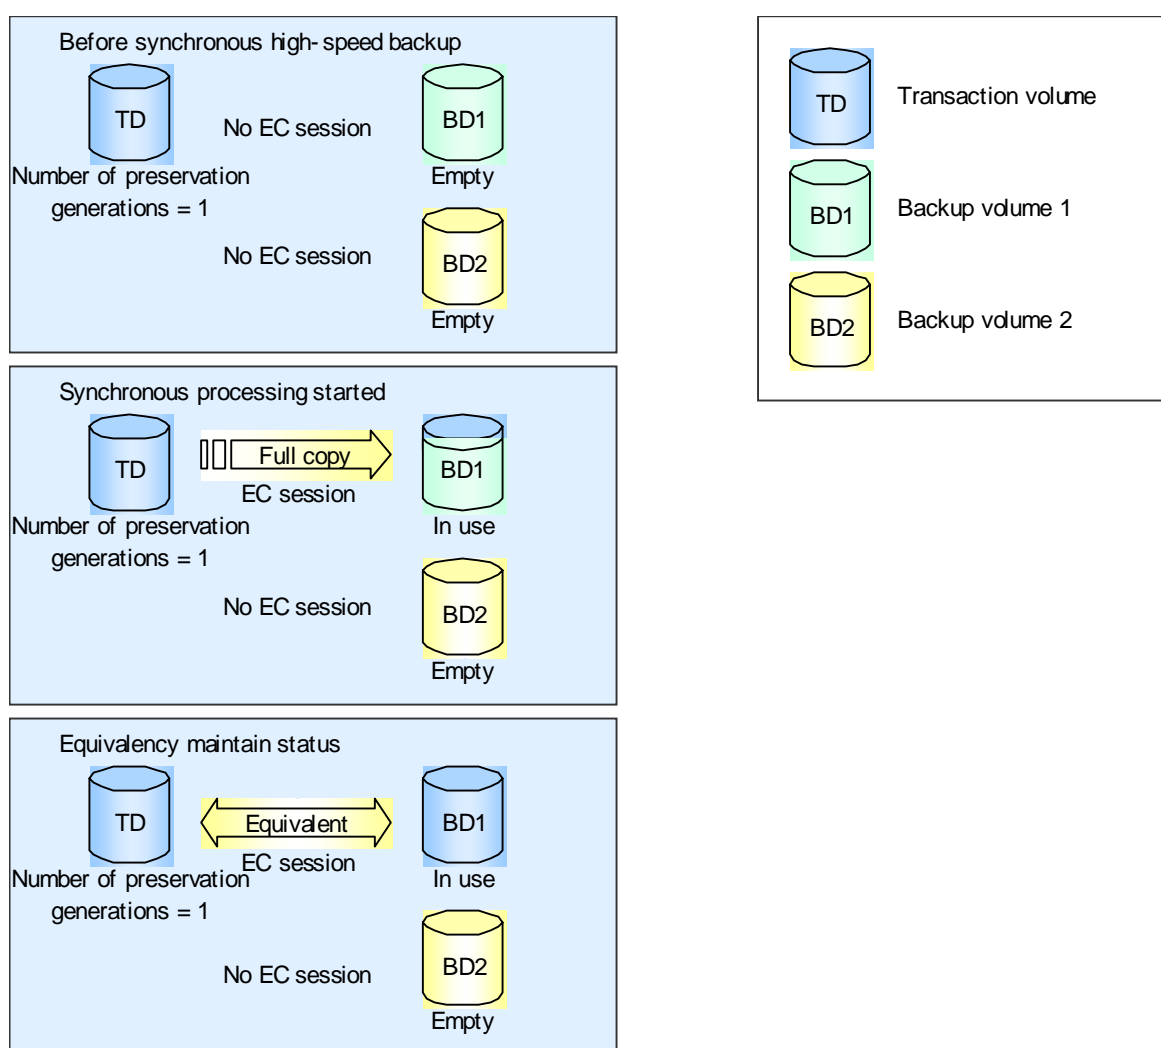 Before synchronous high-speed backup
TD
No EC session
BD1
Number of preservation
generations = 1
Empty
No EC session
BD2
Empty
Synchronous processing started
TD
Full copy
EC session
BD1
Number of preservation
generations = 1
In use
No EC session
BD2
Empty
Equivalency maintain status
TD
Equivalent
EC session
BD1
Number of preservation
generations = 1
In use
No EC session
BD2
Empty
TD
Transaction volume
BD1
Backup volume 1
BD2
Backup volume 2